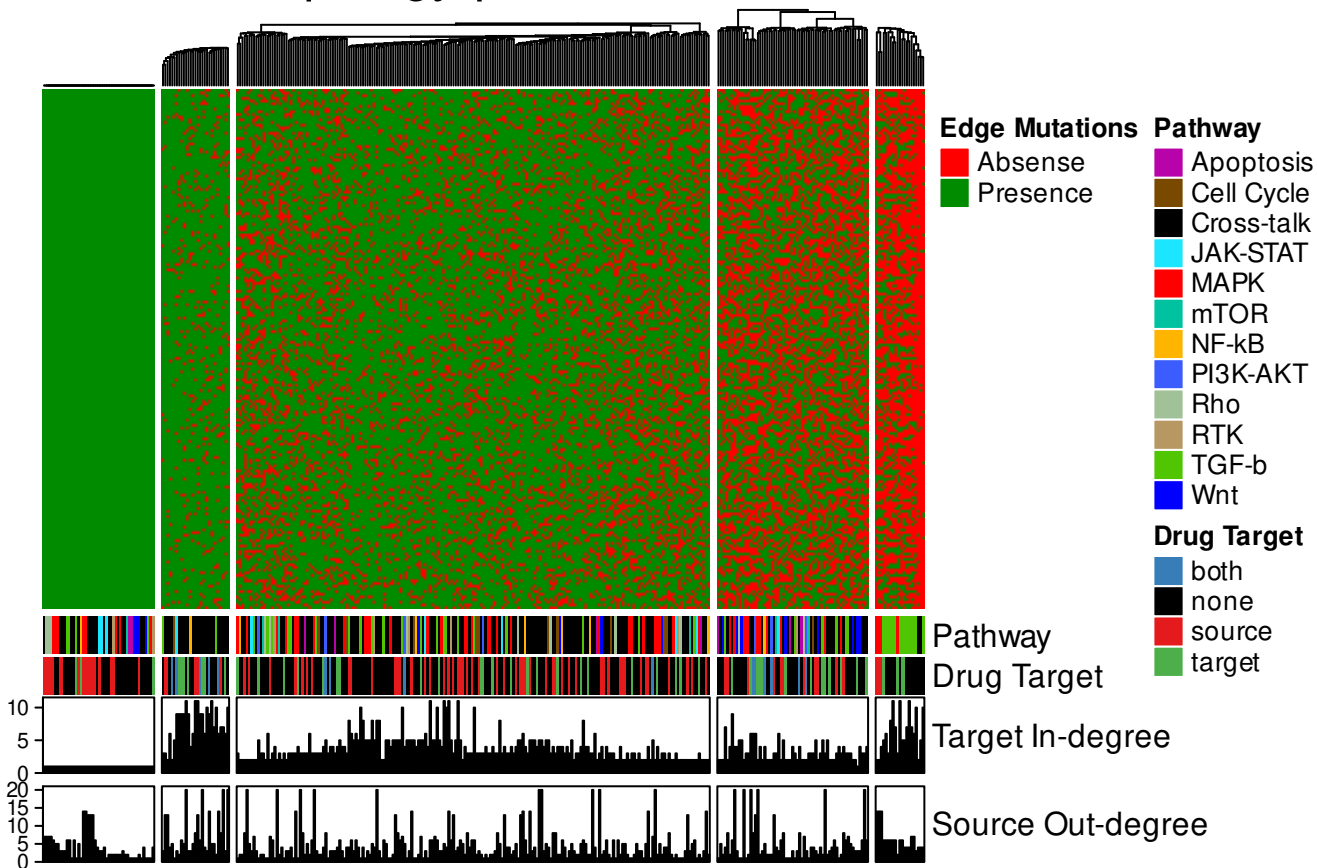 Edge Mutations
Absense
Presence
Pathway
Apoptosis
Cell Cycle
Cross-talk
JAK-STAT
MAPK
mTOR
NF-kB
PI3K-AKT
Rho
RTK
TGF-b
Wnt
Drug Target
both
none
source
target
Pathway
Drug Target
10
5
0
Target In-degree
20
15
10
5
0
Source Out-degree